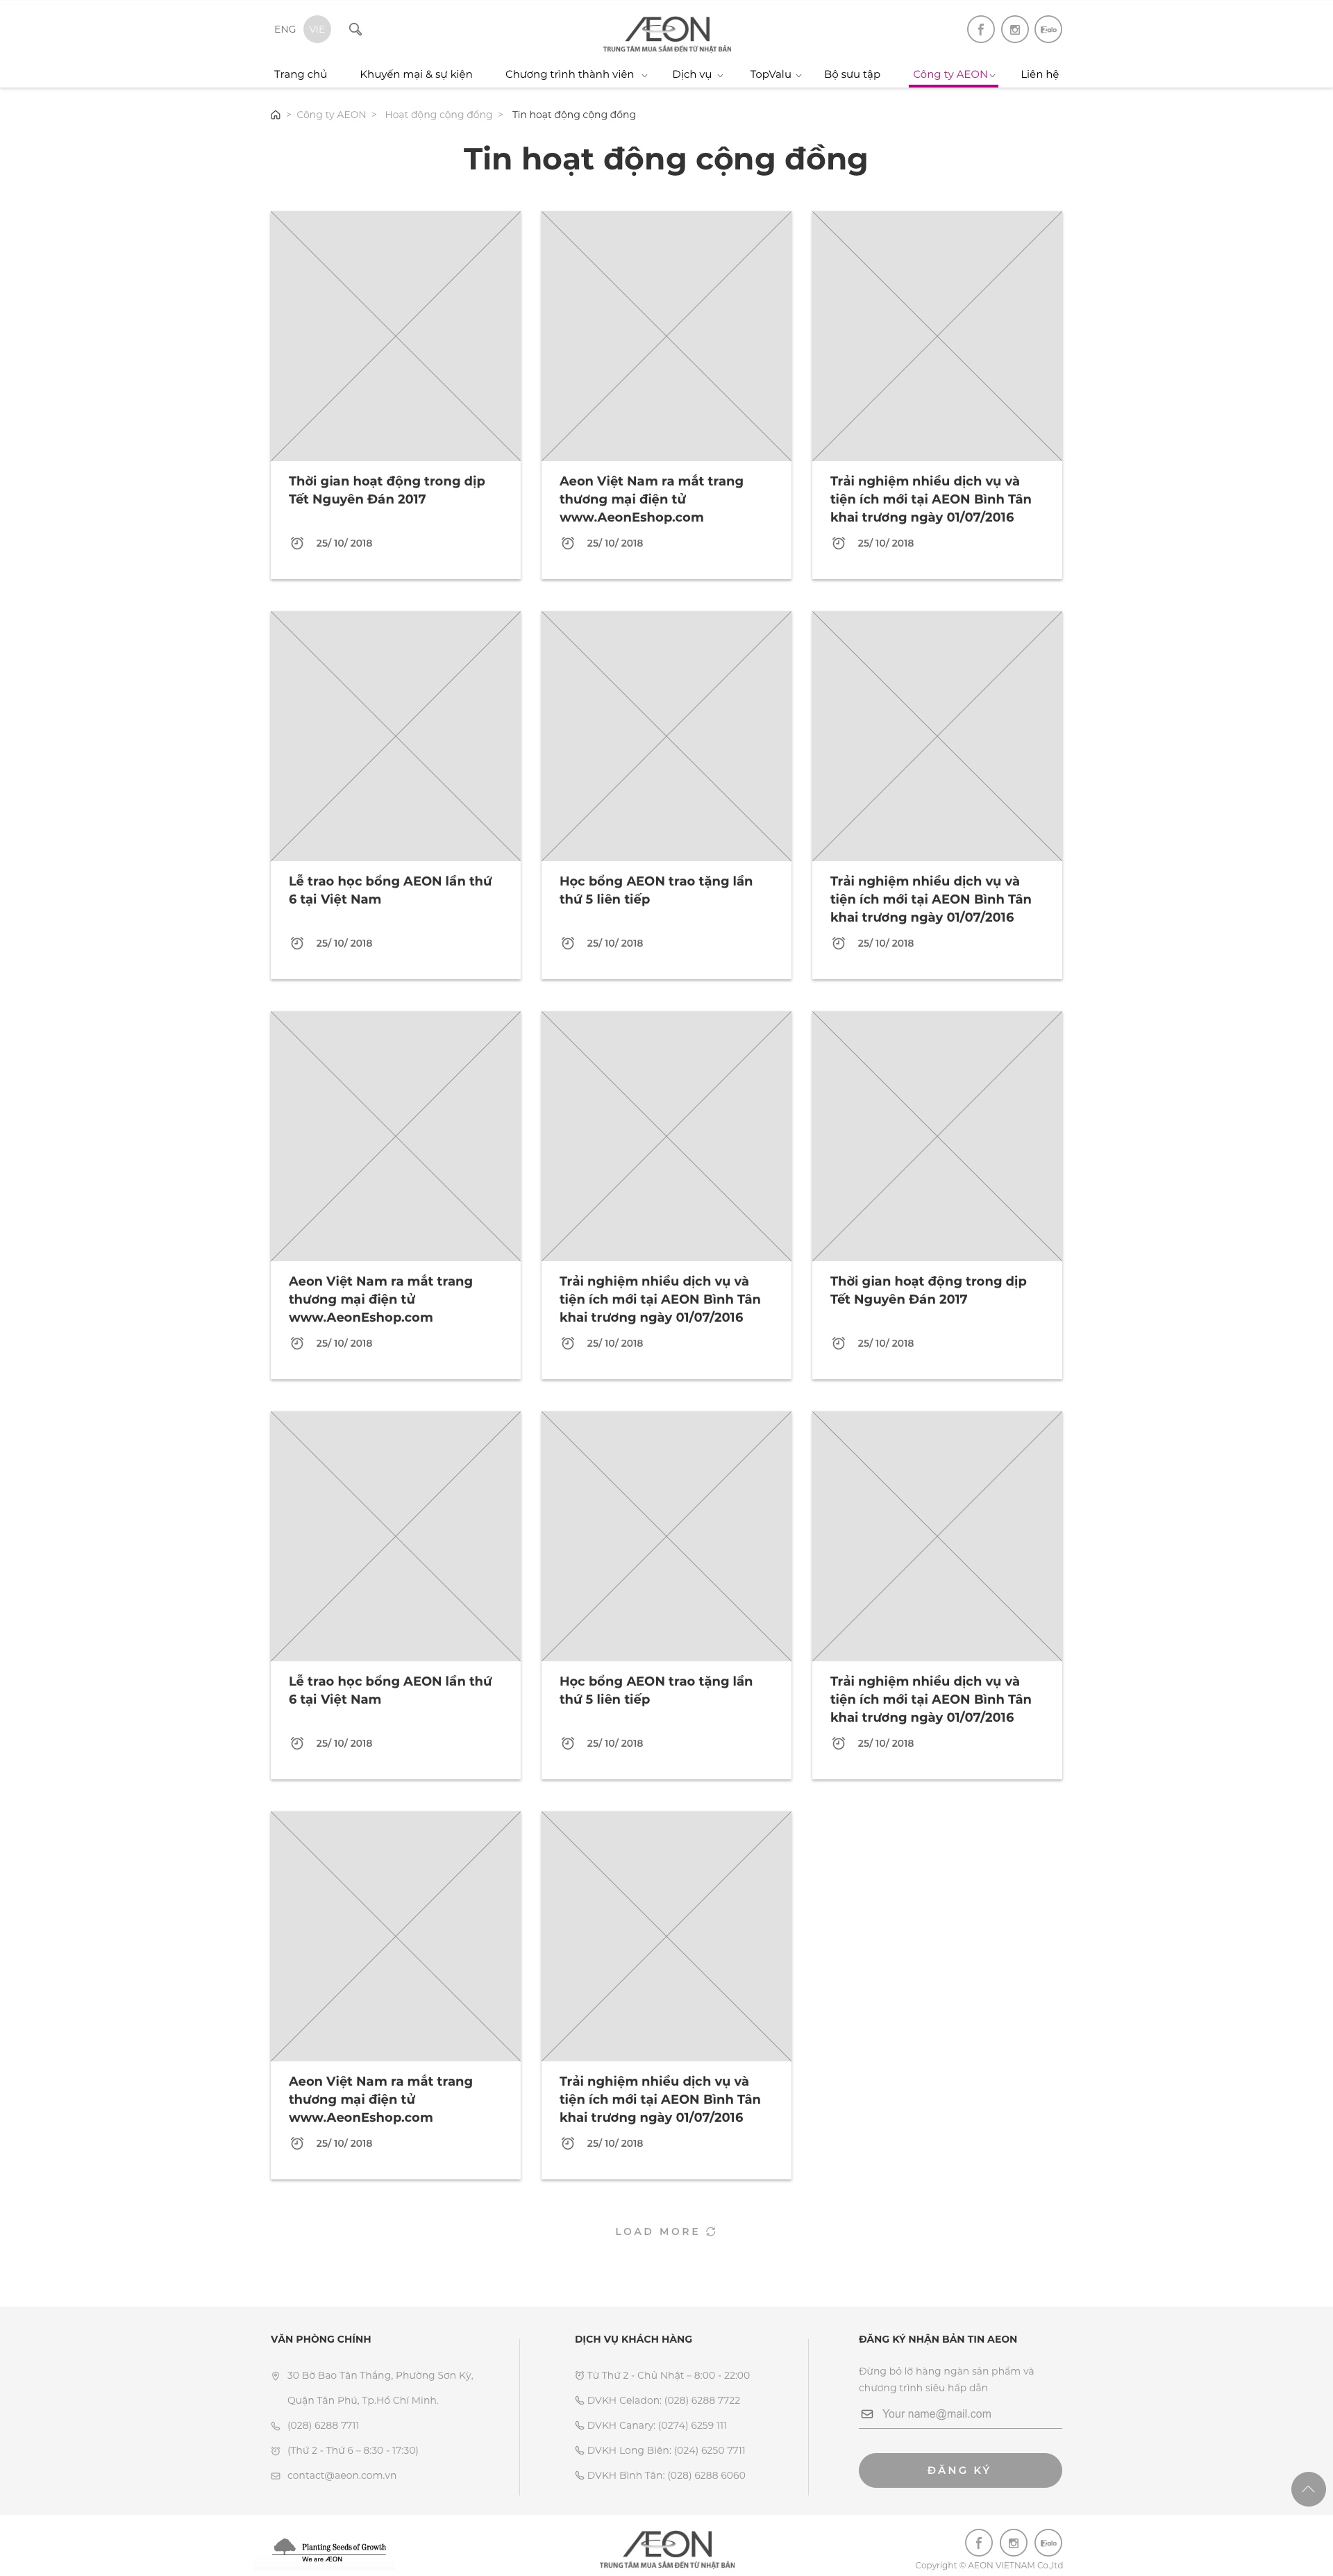 ENG VIE
ÆON
TRUNG TÂM MUA SẮM ĐẾN TỪ NHẬT BẢN
Zalo
Trang chủ Khuyến mại & sự kiện Chương trình thành viên Dịch vụ TopValu Bộ sưu tập Công ty AEON Liên hệ
> Công ty AEON > Hoạt động cộng đồng > Tin hoạt động cộng đồng
Tin hoạt động cộng đồng
Thời gian hoạt động trong dịp
Tết Nguyên Đán 2017
25/ 10/ 2018
Aeon Việt Nam ra mắt trang
thương mại điện tử
www.AeonEshop.com
25/ 10/ 2018
Trải nghiệm nhiều dịch vụ và
tiện ích mới tại AEON Bình Tân
khai trương ngày 01/07/2016
25/ 10/ 2018
Lễ trao học bổng AEON lần thứ
6 tại Việt Nam
25/ 10/ 2018
Học bổng AEON trao tặng lần
thứ 5 liên tiếp
25/ 10/ 2018
Trải nghiệm nhiều dịch vụ và
tiện ích mới tại AEON Bình Tân
khai trương ngày 01/07/2016
25/ 10/ 2018
Aeon Việt Nam ra mắt trang
thương mại điện tử
www.AeonEshop.com
25/ 10/ 2018
Trải nghiệm nhiều dịch vụ và
tiện ích mới tại AEON Bình Tân
khai trương ngày 01/07/2016
25/ 10/ 2018
Thời gian hoạt động trong dịp
Tết Nguyên Đán 2017
25/ 10/ 2018
Lễ trao học bổng AEON lần thứ
6 tại Việt Nam
25/ 10/ 2018
Học bổng AEON trao tặng lần
thứ 5 liên tiếp
25/ 10/ 2018
Trải nghiệm nhiều dịch vụ và
tiện ích mới tại AEON Bình Tân
khai trương ngày 01/07/2016
25/ 10/ 2018
Aeon Việt Nam ra mắt trang
thương mại điện tử
www.AeonEshop.com
25/ 10/ 2018
Trải nghiệm nhiều dịch vụ và
tiện ích mới tại AEON Bình Tân
khai trương ngày 01/07/2016
25/ 10/ 2018
LOAD MORE
VĂN PHÒNG CHÍNH
30 Bờ Bao Tân Thắng, Phường Sơn Kỳ,
Quận Tân Phú, Tp.Hồ Chí Minh.
(028) 6288 7711
(Thứ 2 - Thứ 6 – 8:30 - 17:30)
contact@aeon.com.vn
DỊCH VỤ KHÁCH HÀNG
Từ Thứ 2 - Chủ Nhật – 8:00 - 22:00
DVKH Celadon: (028) 6288 7722
DVKH Canary: (0274) 6259 111
DVKH Long Biên: (024) 6250 7711
DVKH Bình Tân: (028) 6288 6060
ĐĂNG KÝ NHẬN BẢN TIN AEON
Đừng bỏ lỡ hàng ngàn sản phẩm và
chương trình siêu hấp dẫn
Your name@mail.com
ĐĂNG KÝ
Planting Seeds of Growth
We are ÆON
ÆON
TRUNG TÂM MUA SẮM ĐẾN TỪ NHẬT BẢN
Zalo
Copyright © AEON VIETNAM Co.,ltd